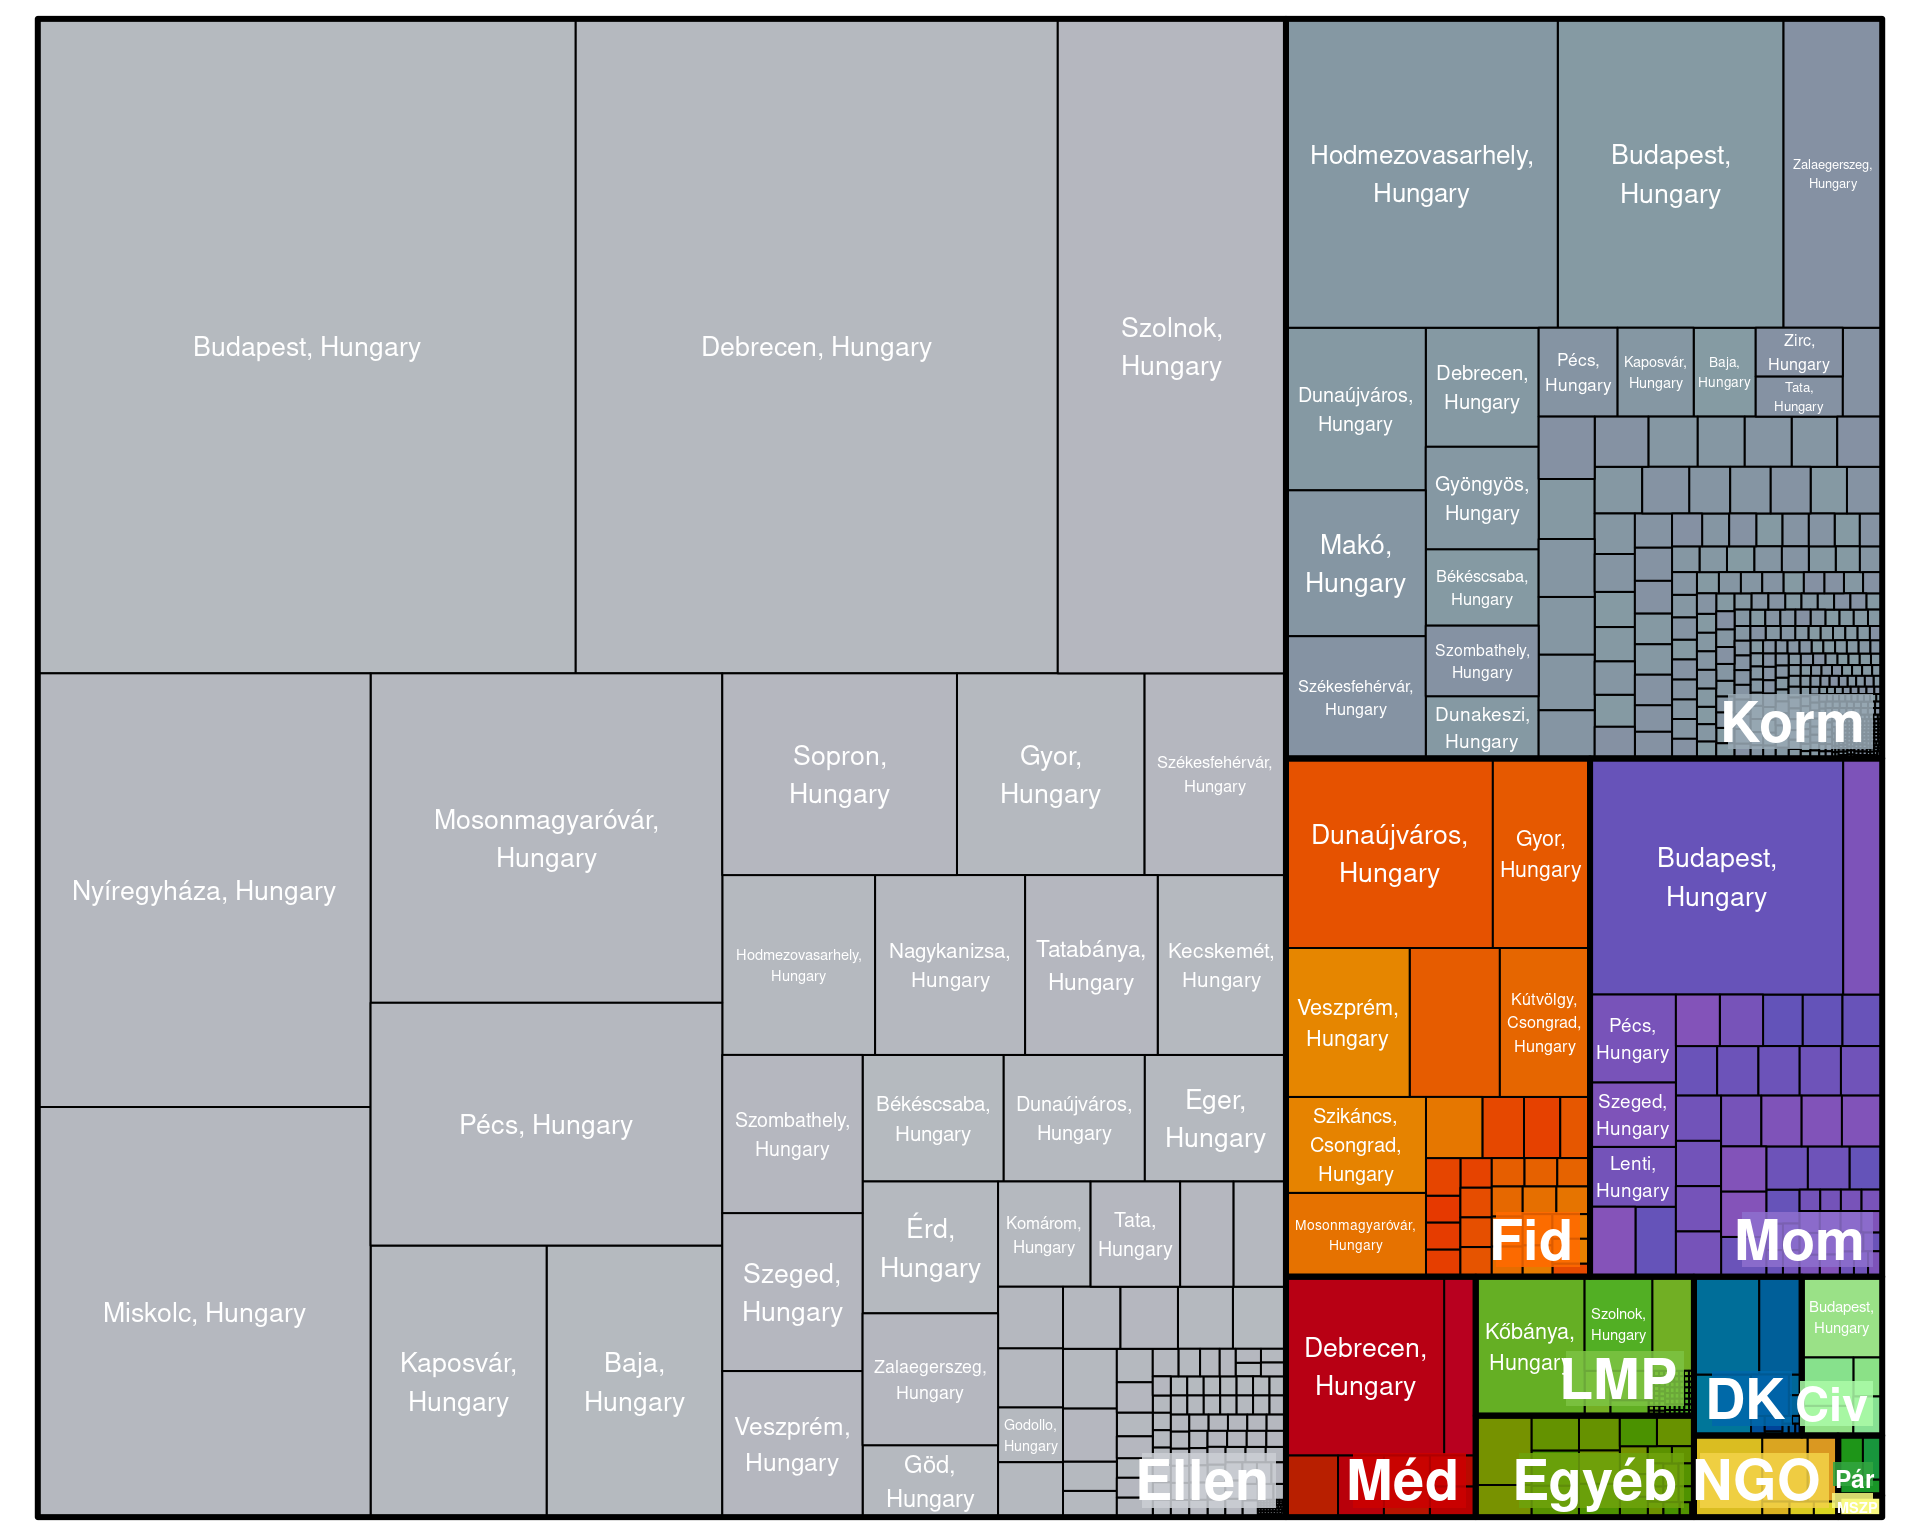 Budapest, Hungary
Debrecen, Hungary
Szolnok,
Hungary
Nyíregyháza, Hungary
Mosonmagyaróvár,
Hungary
Sopron,
Hungary
Gyor,
Hungary
Székesfehérvár,
Hungary
Hodmezovasarhely,
Hungary
Nagykanizsa,
Hungary
Tatabánya,
Hungary
Kecskemét,
Hungary
Miskolc, Hungary
Pécs, Hungary
Kaposvár,
Hungary
Baja,
Hungary
Szombathely,
Hungary
Békéscsaba,
Hungary
Dunaújváros,
Hungary
Eger,
Hungary
Szeged,
Hungary
Érd,
Hungary
Komárom,
Hungary
Tata,
Hungary
Veszprém,
Hungary
Zalaegerszeg,
Hungary
Godollo,
Hungary
Göd,
Hungary
Ellen
Hodmezovasarhely,
Hungary
Budapest,
Hungary
Zalaegerszeg,
Hungary
Dunaújváros,
Hungary
Debrecen,
Hungary
Pécs,
Hungary
Kaposvár,
Hungary
Baja,
Hungary
Zirc,
Hungary
Tata,
Hungary
Makó,
Hungary
Gyöngyös,
Hungary
Békéscsaba,
Hungary
Székesfehérvár,
Hungary
Szombathely,
Hungary
Dunakeszi,
Hungary
Korm
Dunaújváros,
Hungary
Gyor,
Hungary
Veszprém,
Hungary
Kútvölgy,
Csongrad,
Hungary
Szikáncs,
Csongrad,
Hungary
Mosonmagyaróvár,
Hungary
Fid
Budapest,
Hungary
Pécs,
Hungary
Szeged,
Hungary
Lenti,
Hungary
Mom
Debrecen,
Hungary
Méd
Kőbánya,
Hungary
Szolnok,
Hungary
LMP
Egyéb
DK
Budapest,
Hungary
Civ
NGO
Pár
MSZP